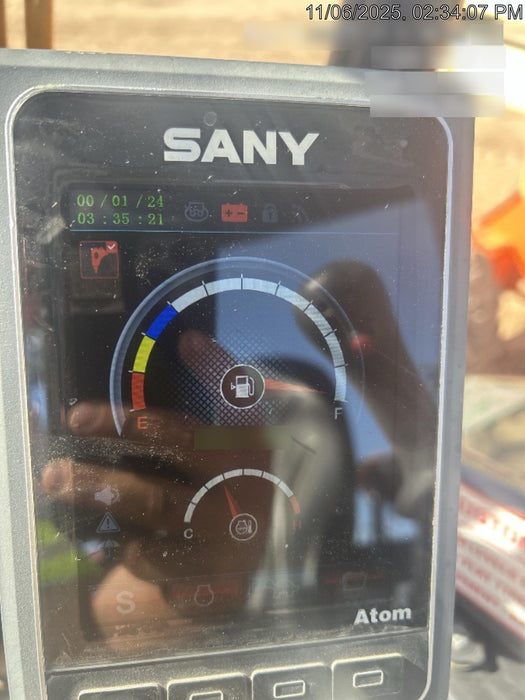 11/06/2025, 02:34:07 PM
SANY
00 / 01 / 24
03 : 35 : 21
E
F
C
S
Atom